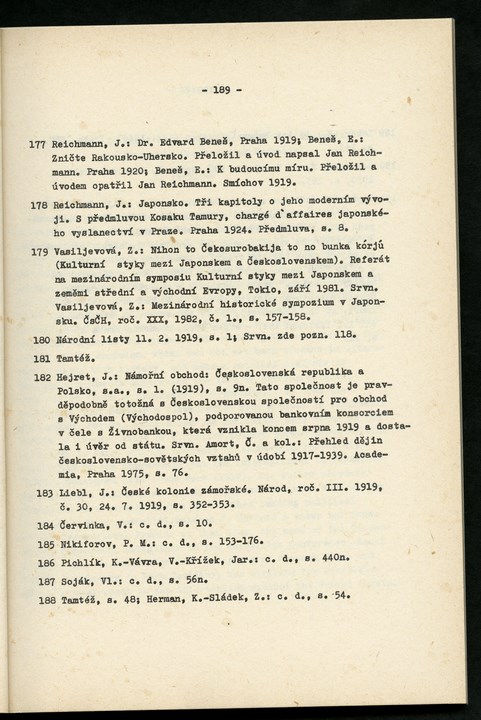 - 189 -
177 Reichmann, J.: Dr. Edvard Beneš, Praha 1919; Beneš, E.:
Zničte Rakousko-Uhersko. Přeložil a úvod napsal Jan Reich-
mann. Praha 1920; Beneš, E.: K budoucímu míru. Přeložil a
úvodem opatřil Jan Reichmann. Smíchov 1919.
178 Reichmann, J.: Japonsko. Tři kapitoly o jeho moderním vývo-
ji. S předmluvou Kosaku Tamury, chargé d'affaires japonské-
ho vyslanectví v Praze. Praha 1924. Předmluva, s. 8.
179 Vasiljevová, Z.: Nihon to Čekosurobakija to no bunka kórjú
(Kulturní styky mezi Japonskem a Československem). Referát
na mezinárodním symposiu Kulturní styky mezi Japonskem a
zeměmi střední a východní Evropy, Tokio, září 1981. Srvn.
Vasiljevová, Z.: Mezinárodní historické sympozium v Japon-
sku. ČsČH, roč. XXX, 1982, č. 1., s. 157-158.
180 Národní listy 11. 2. 1919, s. 1; Srvn. zde pozn. 118.
181 Tamtéž.
182 Hejret, J.: Námořní obchod: Československá republika a
Polsko, s.a., s. l. (1919), s. 9n. Tato společnost je prav-
děpodobně totožná s Československou společností pro obchod
s Východem (Východospol), podporovanou bankovním konsorciem
v čele s Živnobankou, která vznikla koncem srpna 1919 a dosta-
la i úvěr od státu. Srvn. Amort, Č. a kol.: Přehled dějin
československo-sovětských vztahů v údobí 1917-1939. Acade-
mia, Praha 1975, s. 76.
183 Liebl, J.: České kolonie zámořské. Národ, roč. III. 1919,
č. 30, 24. 7. 1919, s. 352-353.
184 Červinka, V.: c. d., s. 10.
185 Nikiforov, P. M.: c. d., s. 153-176.
186 Pichlík, K.-Vávra, V.-Křížek, Jar.: c. d., s. 440n.
187 Soják, Vl.: c. d., s. 56n.
188 Tamtéž, s. 48; Herman, K.-Sládek, Z.: c. d., s. 54.